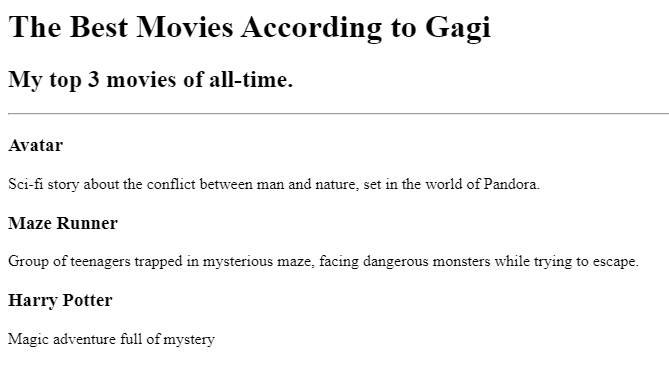 The Best Movies According to Gagi
My top 3 movies of all-time.
Avatar
Sci-fi story about the conflict between man and nature, set in the world of Pandora.
Maze Runner
Group of teenagers trapped in mysterious maze, facing dangerous monsters while trying to escape.
Harry Potter
Magic adventure full of mystery